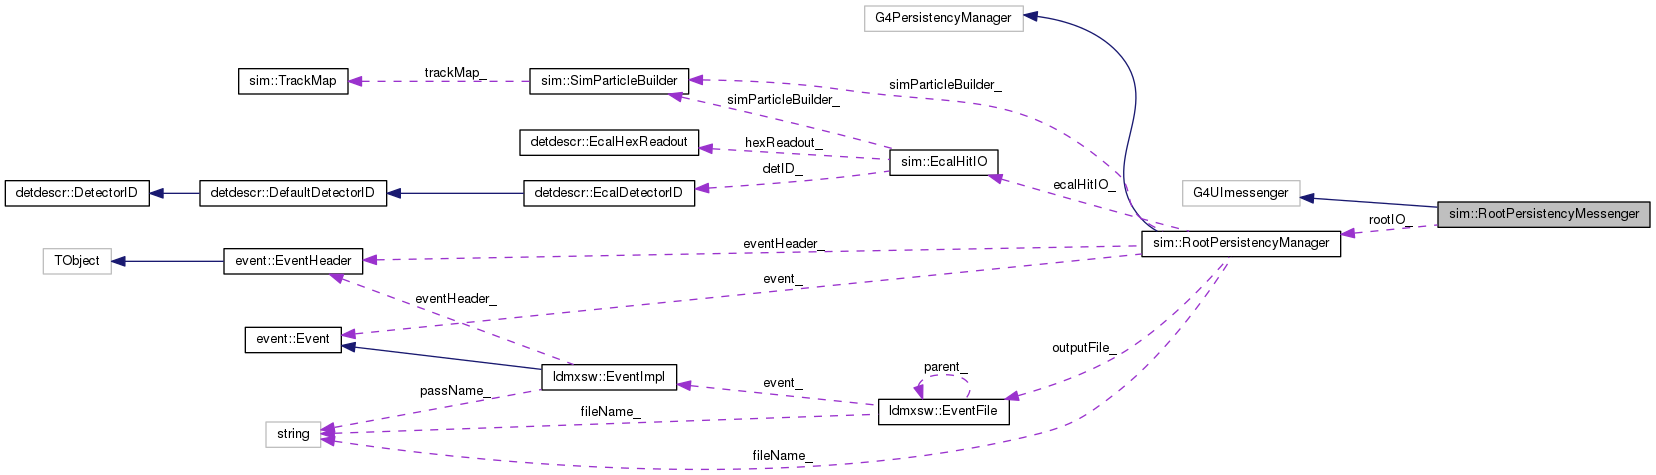 G4PersistencyManager
trackMap_
sim::TrackMap
sim::SimParticleBuilder
simParticleBuilder_
simParticleBuilder_
detdescr::EcalHexReadout
hexReadout_
sim::EcalHitIO
detID_
ecalHitIO_
detdescr::DetectorID
detdescr::DefaultDetectorID
detdescr::EcalDetectorID
G4UImessenger
sim::RootPersistencyMessenger
rootIO_
sim::RootPersistencyManager
eventHeader_
TObject
event::EventHeader
event_
eventHeader_
event::Event
outputFile_
parent_
ldmxsw::EventImpl
event_
passName_
fileName_
ldmxsw::EventFile
string
fileName_